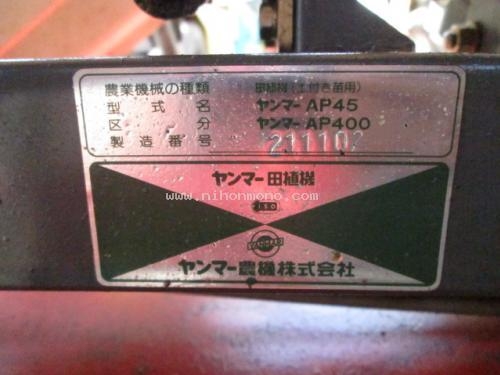 農業機械の種類 田植機(土付き苗用)
型式名 ヤンマー AP45
区分 ヤンマー AP400
製造番号 211102
ヤンマー田植機
www.nihonmono.com
YANMAR
ヤンマー農機株式会社